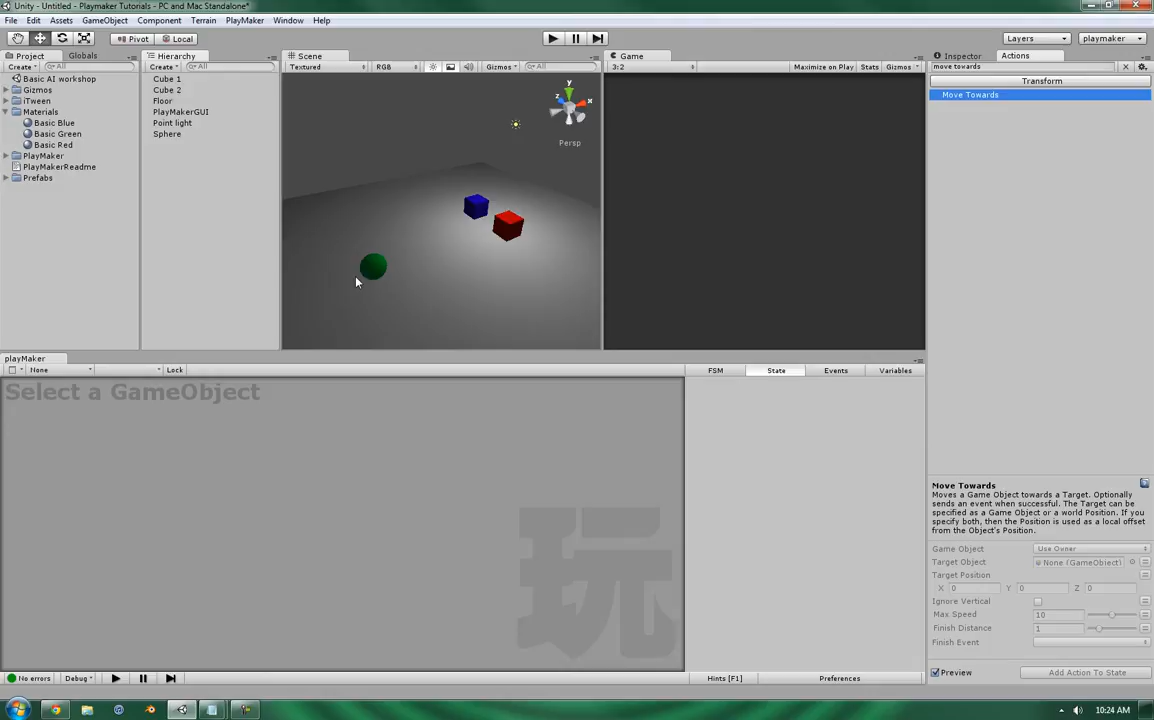 Unity - Untitled - Playmaker Tutorials - PC and Mac Standalone*
File Edit Assets GameObject Component Terrain PlayMaker Window Help
Pivot Local Layers playmaker
Project Globals Hierarchy Scene Game Inspector Actions
Create All Create All Textured RGB Gizmos All 3:2 Maximize on Play Stats Gizmos move towards
Basic AI workshop
Gizmos
iTween
Materials
Basic Blue
Basic Green
Basic Red
PlayMaker
PlayMakerReadme
Prefabs
Cube 1
Cube 2
Floor
PlayMakerGUI
Point light
Sphere
y
z
x
Persp
Transform
Move Towards
playMaker
None Lock FSM State Events Variables
Select a GameObject
玩
Move Towards
Moves a Game Object towards a Target. Optionally
sends an event when successful. The Target can be
specified as a Game Object or a world Position. If you
specify both, then the Position is used as a local offset
from the Object's Position.
Game Object Use Owner
Target Object None (GameObject)
Target Position
X 0 Y 0 Z 0
Ignore Vertical
Max Speed 10
Finish Distance 1
Finish Event
Preview Add Action To State
No errors Debug Hints [F1] Preferences
10:24 AM